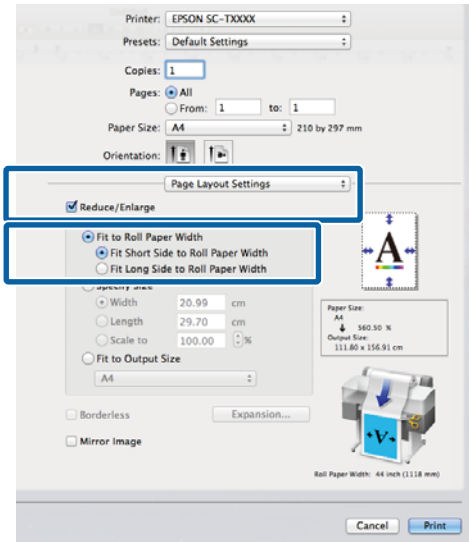 Printer: EPSON SC-TXXXX
Presets: Default Settings
Copies: 1
Pages: All
From: 1 to: 1
Paper Size: A4 210 by 297 mm
Orientation:
Page Layout Settings
Reduce/Enlarge
Fit to Roll Paper Width
Fit Short Side to Roll Paper Width
Fit Long Side to Roll Paper Width
Specify Size
Width 20.99 cm
Length 29.70 cm
Scale to 100.00 %
Fit to Output Size
A4
Borderless Expansion...
Mirror Image
A
Paper Size:
A4
560.50 %
Output Size:
111.80 x 156.91 cm
A
Roll Paper Width: 44 inch (1118 mm)
Cancel Print